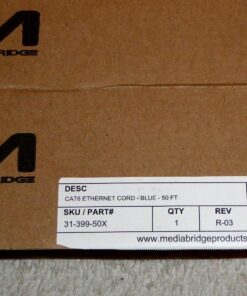 M
RIDGE
M
BRIDGE
DESC
CAT6 ETHERNET CORD - BLUE - 50 FT
SKU / PART# QTY REV
31-399-50X 1 R-03
www.mediabridgeproducts